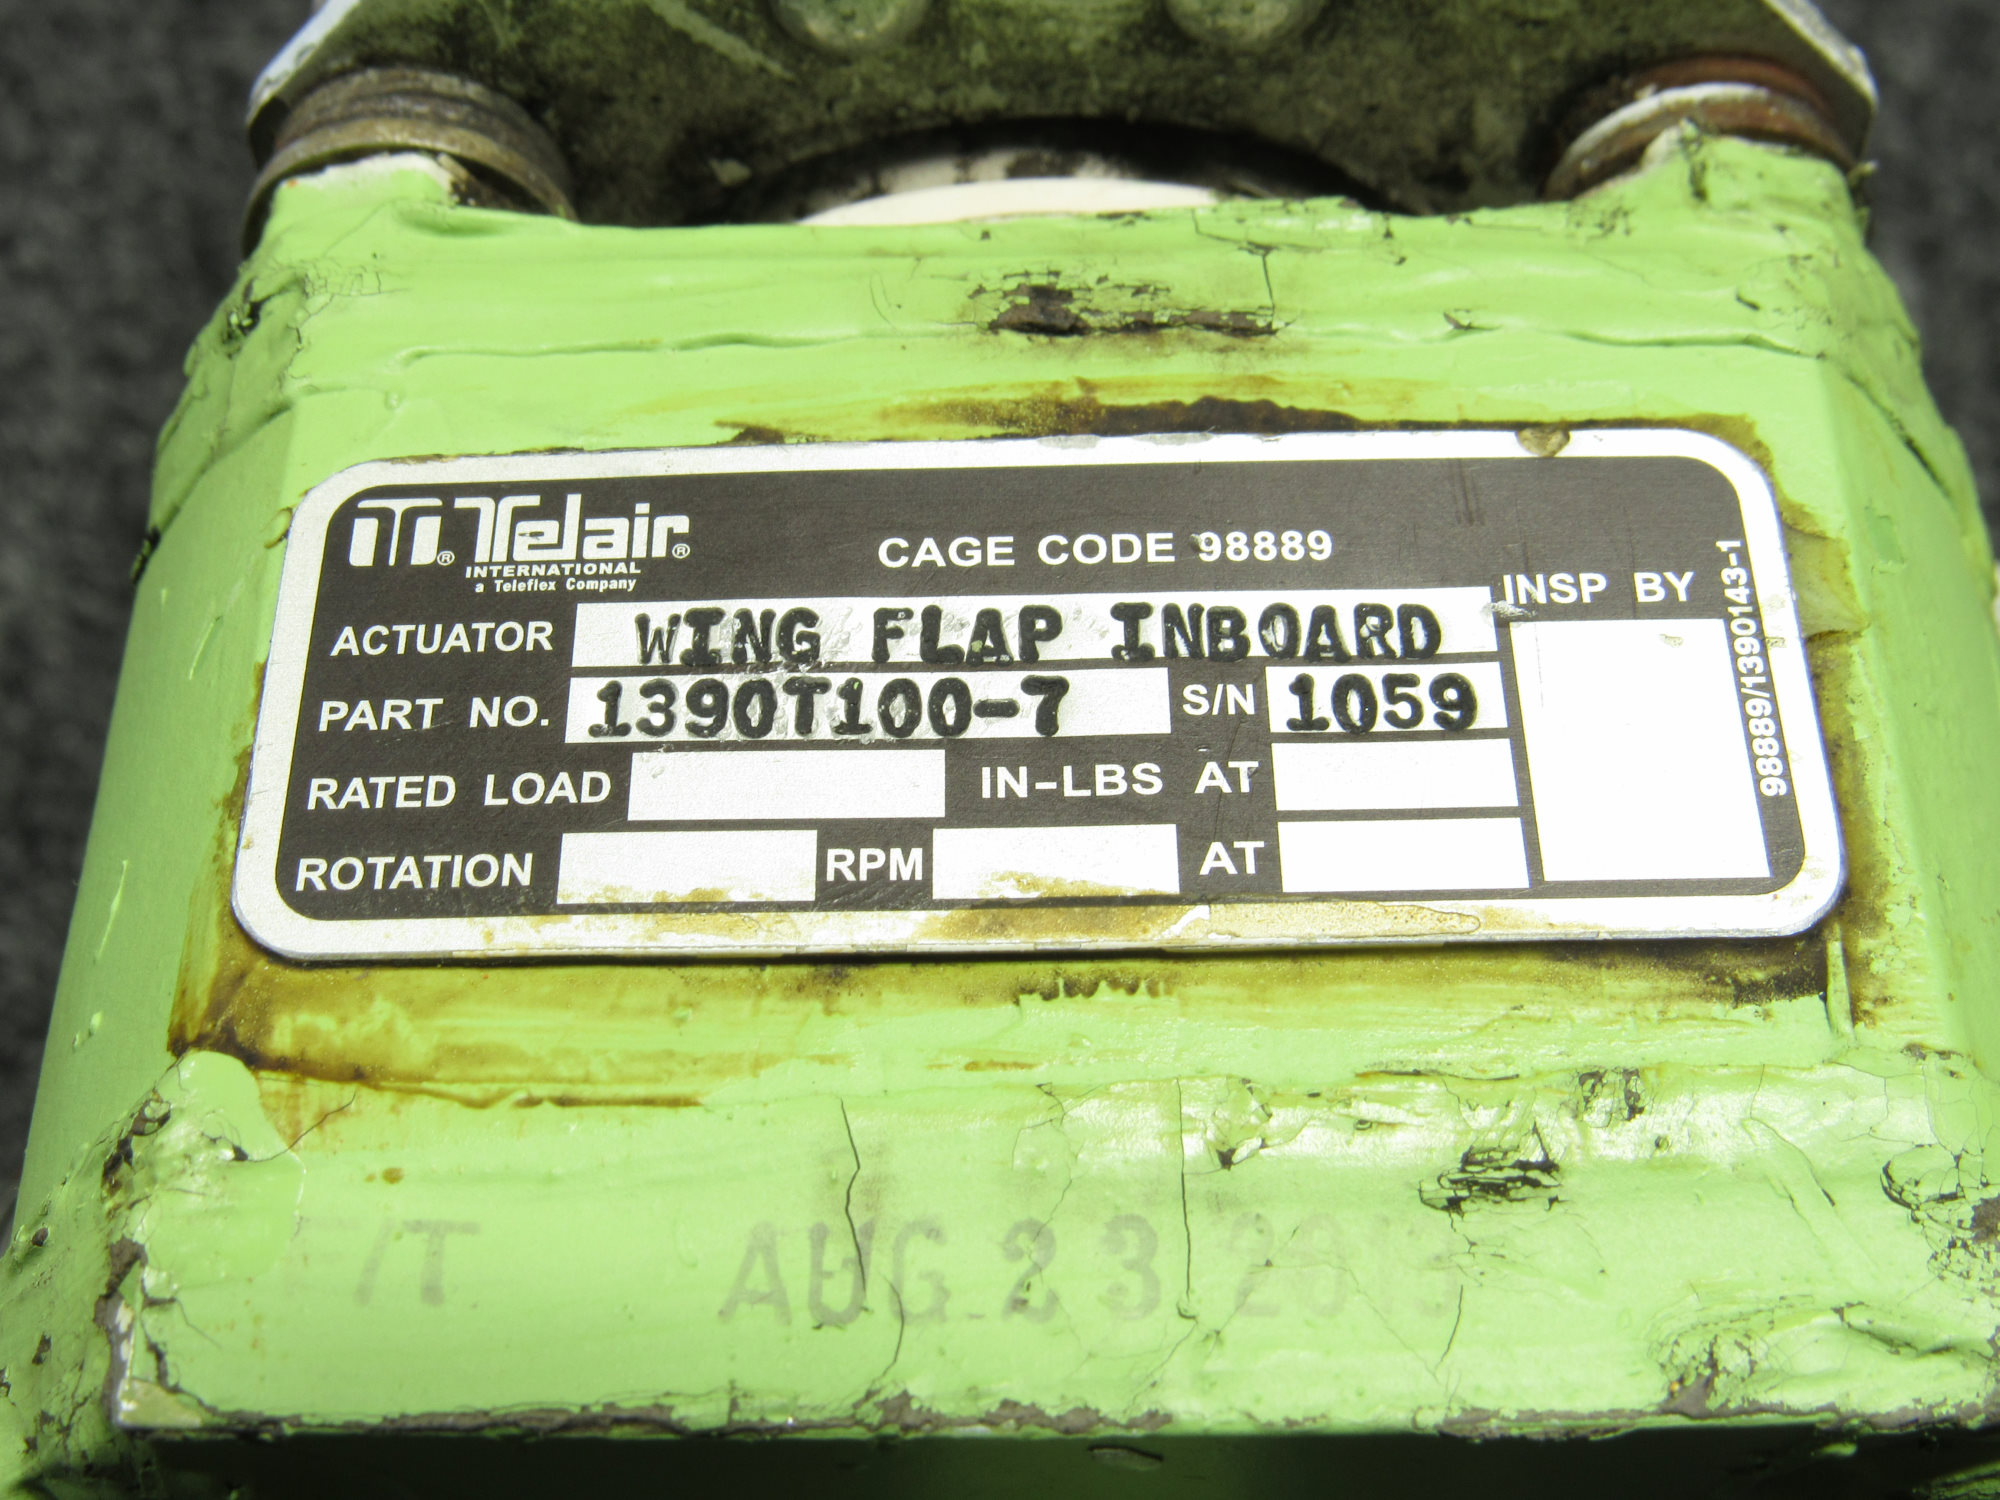 Telair®
INTERNATIONAL
a Teleflex Company
CAGE CODE 98889
INSP BY
ACTUATOR WING FLAP INBOARD
PART NO. 1390T100-7 S/N 1059
RATED LOAD IN-LBS AT
ROTATION RPM AT
98889/1390143-1
/T AUG 23 201